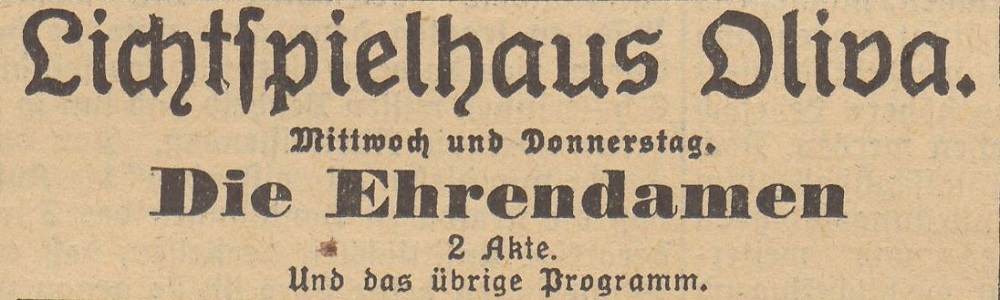 Lichtſpielhaus Oliva.
Mittwoch und Donnerstag.
Die Ehrendamen
2 Akte.
Und das übrige Programm.